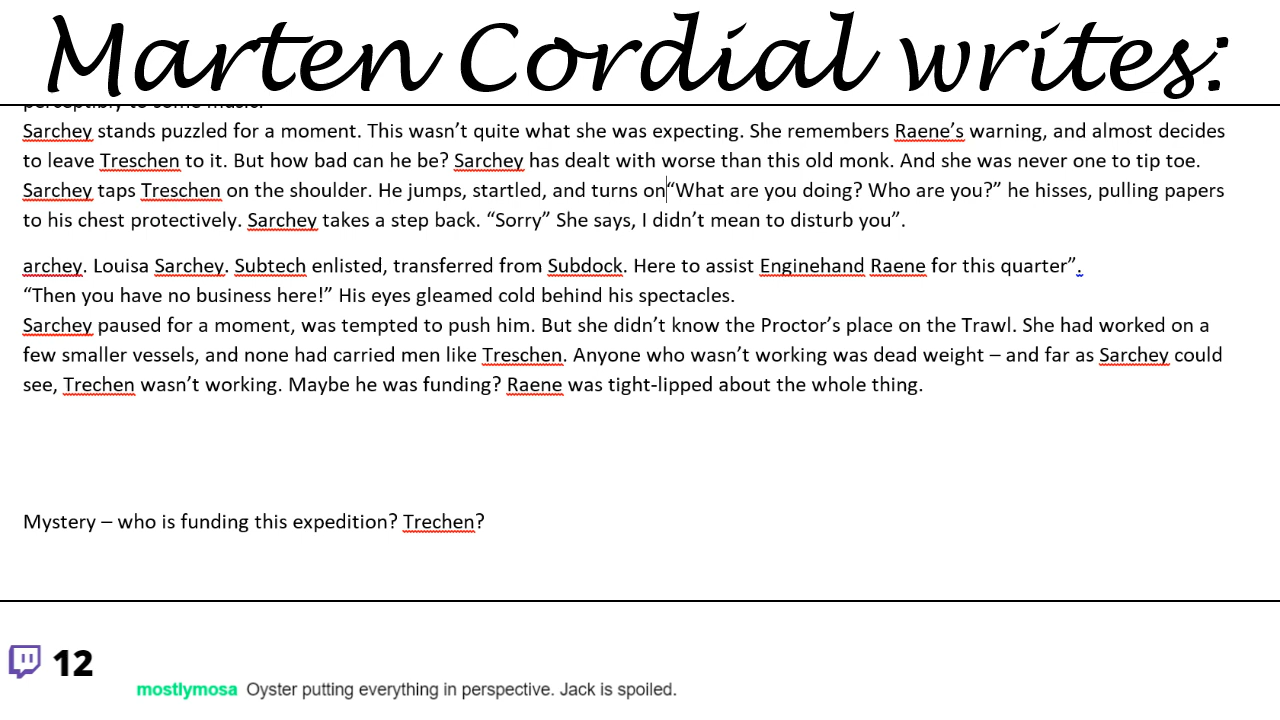 Marten Cordial writes:
perceptibly to some music.
Sarchey stands puzzled for a moment. This wasn’t quite what she was expecting. She remembers Raene’s warning, and almost decides
to leave Treschen to it. But how bad can he be? Sarchey has dealt with worse than this old monk. And she was never one to tip toe.
Sarchey taps Treschen on the shoulder. He jumps, startled, and turns on“What are you doing? Who are you?” he hisses, pulling papers
to his chest protectively. Sarchey takes a step back. “Sorry” She says, I didn’t mean to disturb you”.
archey. Louisa Sarchey. Subtech enlisted, transferred from Subdock. Here to assist Enginehand Raene for this quarter”.
“Then you have no business here!” His eyes gleamed cold behind his spectacles.
Sarchey paused for a moment, was tempted to push him. But she didn’t know the Proctor’s place on the Trawl. She had worked on a
few smaller vessels, and none had carried men like Treschen. Anyone who wasn’t working was dead weight – and far as Sarchey could
see, Trechen wasn’t working. Maybe he was funding? Raene was tight-lipped about the whole thing.
Mystery – who is funding this expedition? Trechen?
12
mostlymosa Oyster putting everything in perspective. Jack is spoiled.